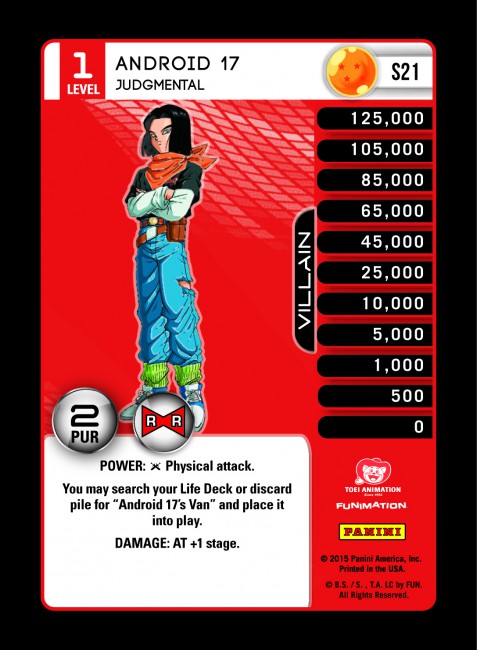 1
LEVEL
ANDROID 17
JUDGMENTAL
S21
125,000
105,000
85,000
65,000
45,000
25,000
10,000
5,000
1,000
500
0
VILLAIN
2
PUR
R R
POWER: Physical attack.
You may search your Life Deck or discard
pile for “Android 17’s Van” and place it
into play.
DAMAGE: AT +1 stage.
TOEI ANIMATION
Since 1956
FUNIMATION
PANINI
© 2015 Panini America, Inc.
Printed in the USA.
© B.S. / S. , T.A. LC by FUN.
All Rights Reserved.